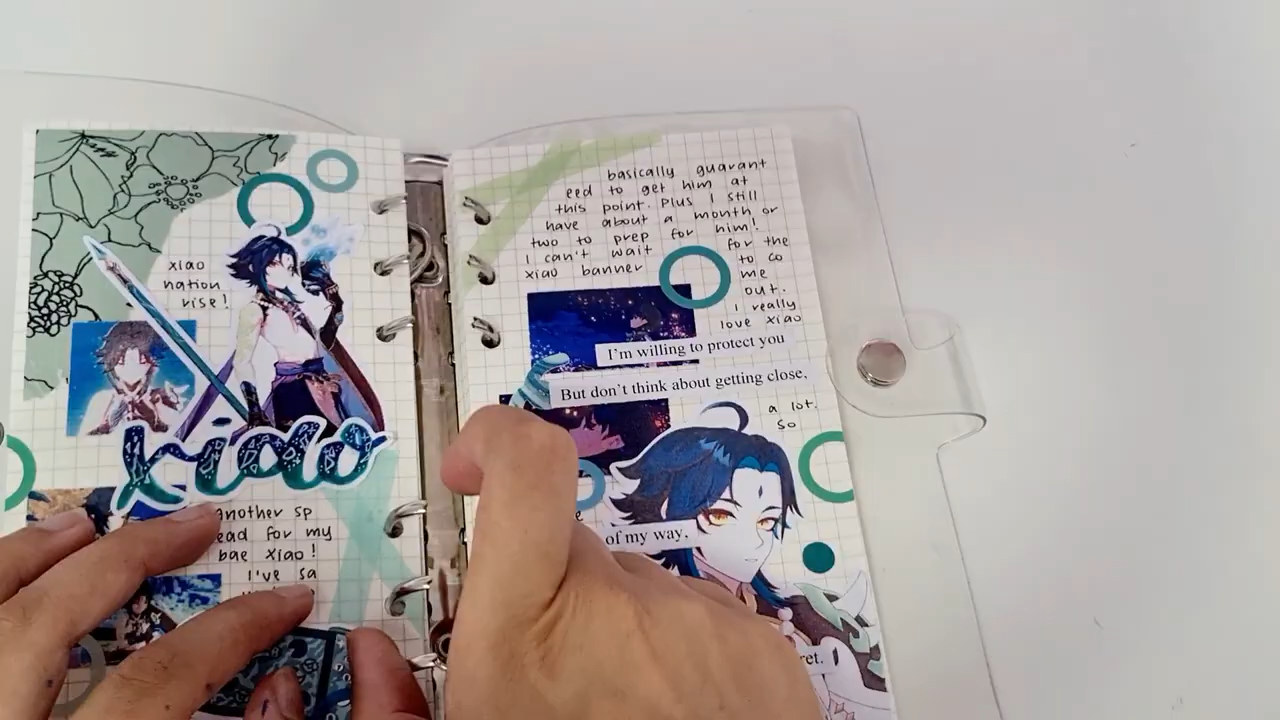 xiao
nation
rise!
xiao
another sp
ead for my
bae xiao!
I've sa
basically guarant
eed to get him at
this point. Plus I still
have about a month or
two to prep for him!
I can't wait for the
xiao banner to co
me
out.
I really
love xiao
I'm willing to protect you
But don't think about getting close,
a lot.
so
of my way,
ret.